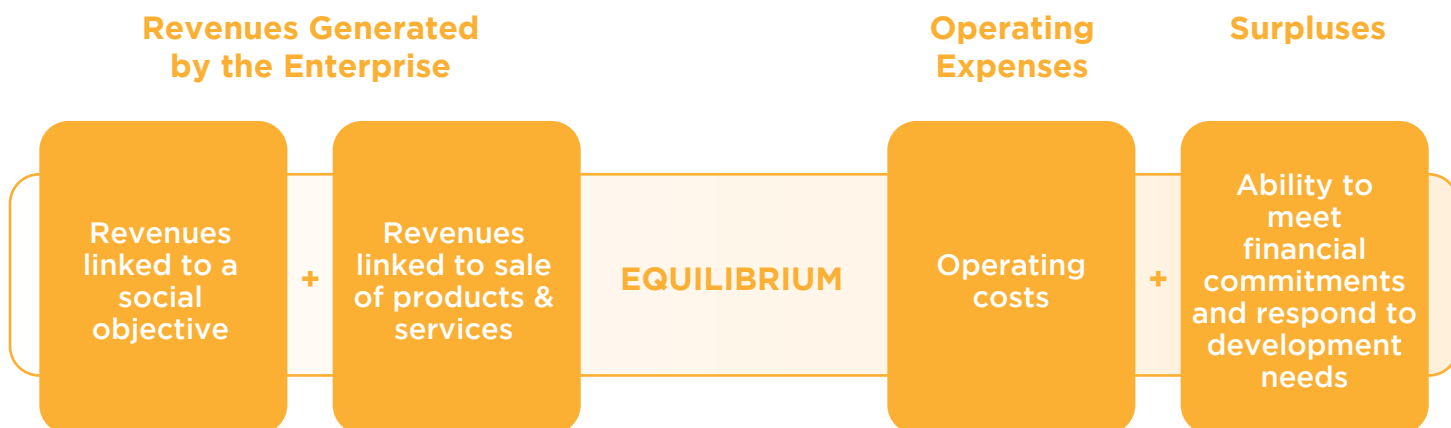 Revenues Generated
by the Enterprise
Operating
Expenses
Surpluses
Revenues
linked to a
social
objective
+
Revenues
linked to sale
of products &
services
EQUILIBRIUM
Operating
costs
+
Ability to
meet
financial
commitments
and respond to
development
needs